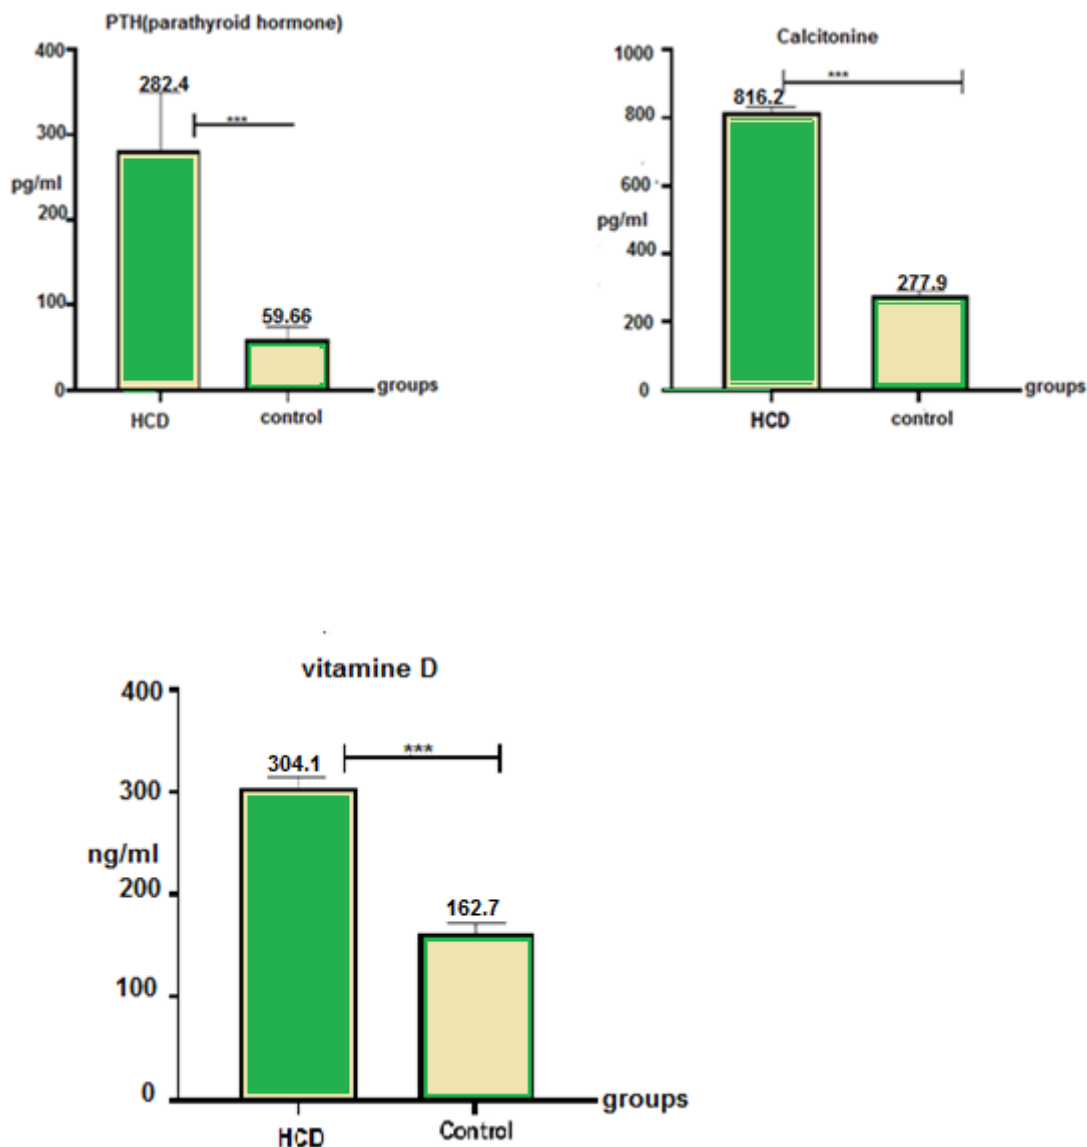 PTH(parathyroid hormone)
400
282.4
300
***
pg/ml
200
100
59.66
0
groups
HCD
control
Calcitonine
1000
***
816.2
800
600
pg/ml
400
277.9
200
0
groups
HCD
control
vitamine D
400
***
304.1
300
ng/ml
200
162.7
100
0
groups
HCD
Control